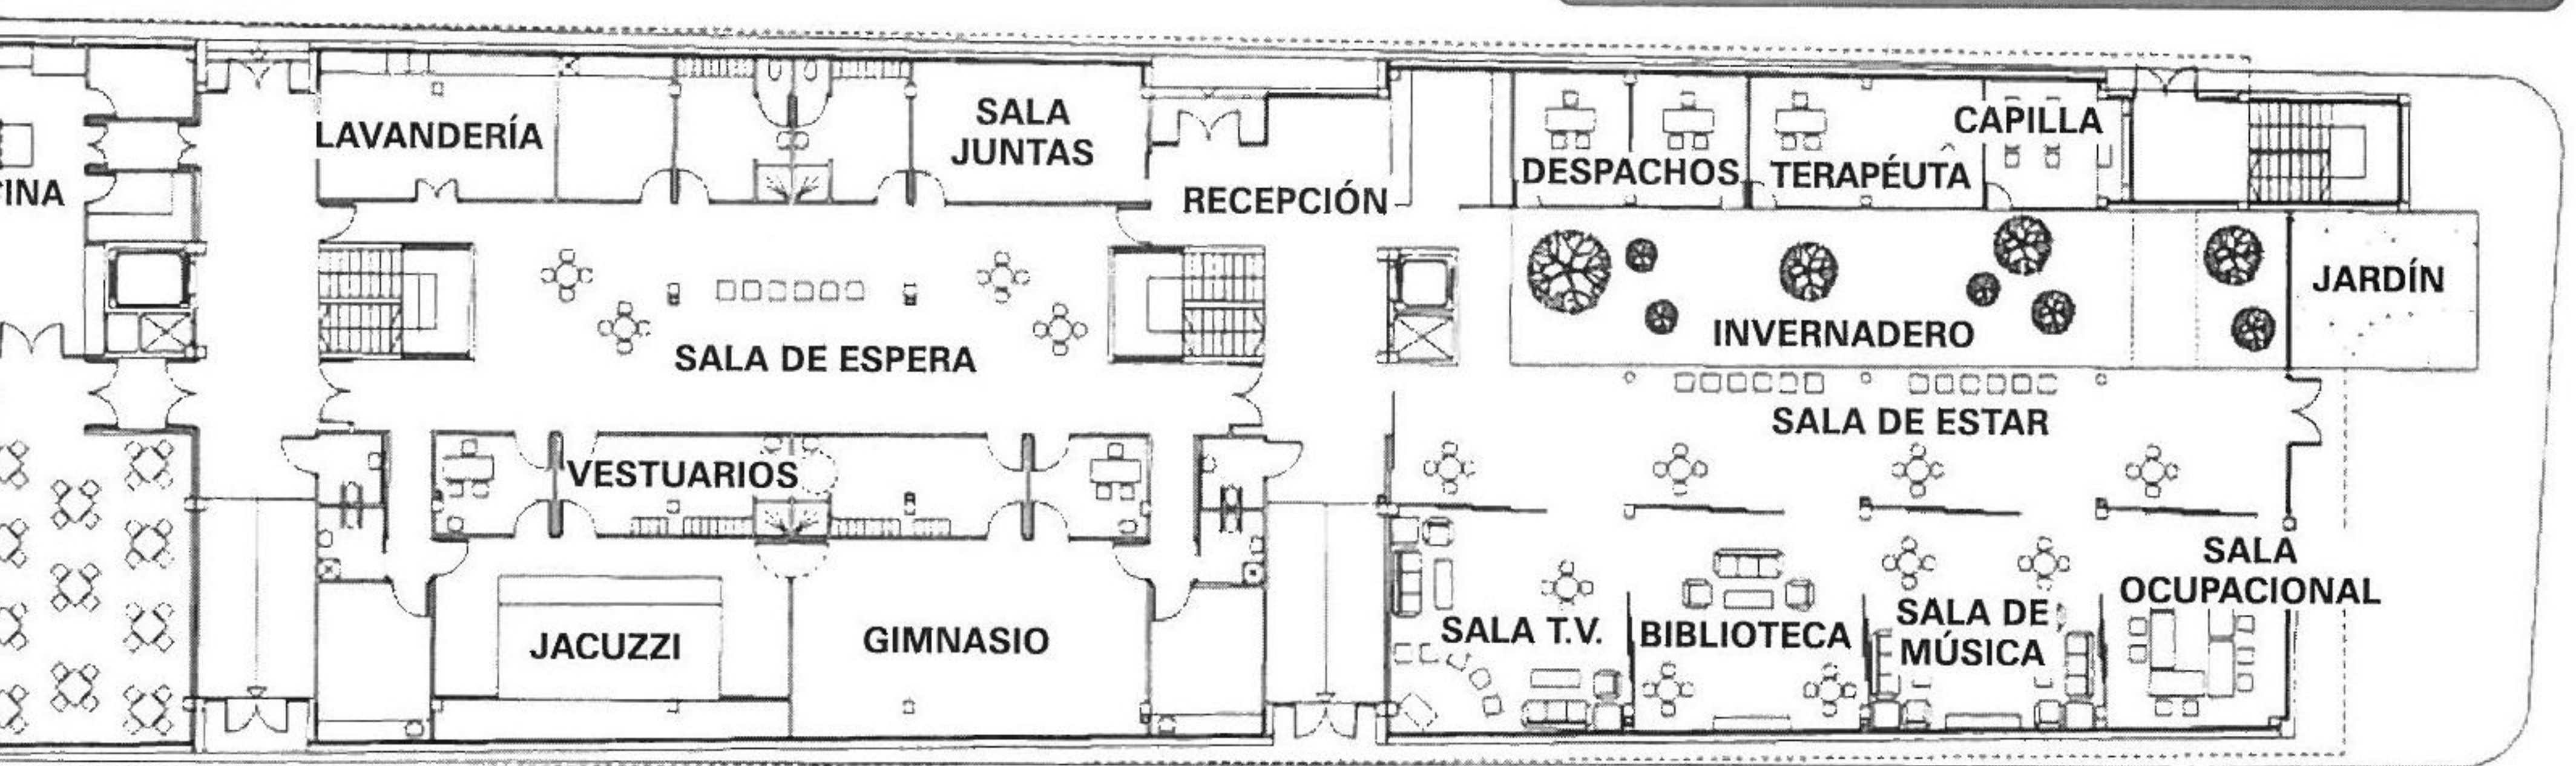 LAVANDERÍA
SALA
JUNTAS
RECEPCIÓN
DESPACHOS
TERAPÉUTA
CAPILLA
INA
SALA DE ESPERA
INVERNADERO
JARDÍN
SALA DE ESTAR
VESTUARIOS
JACUZZI
GIMNASIO
SALA T.V.
BIBLIOTECA
SALA DE
MÚSICA
SALA
OCUPACIONAL